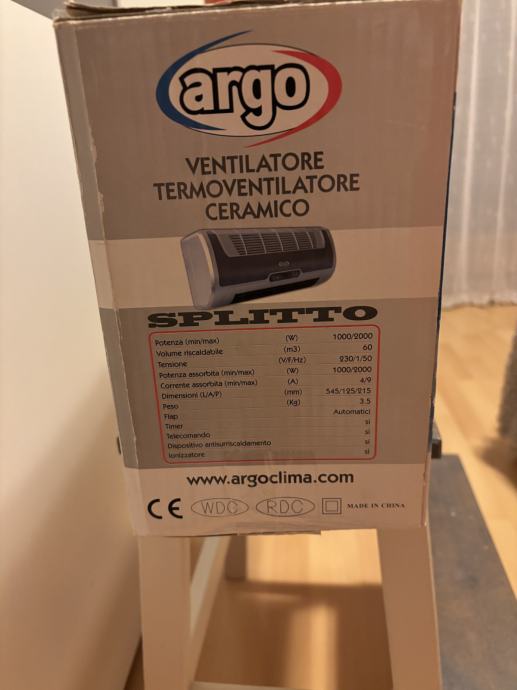 argo
VENTILATORE
TERMOVENTILATORE
CERAMICO
SPLITTO
Potenza (min/max) (W) 1000/2000
Volume riscaldabile (m3) 60
Tensione (V/F/Hz) 230/1/50
Potenza assorbita (min/max) (W) 1000/2000
Corrente assorbita (min/max) (A) 4/9
Dimensioni (L/A/P) (mm) 545/125/215
Peso (Kg) 3.5
Flap Automatici
Timer si
Telecomando si
Dispositivo antisurriscaldamento si
Ionizzatore si
www.argoclima.com
CE WDC RDC MADE IN CHINA